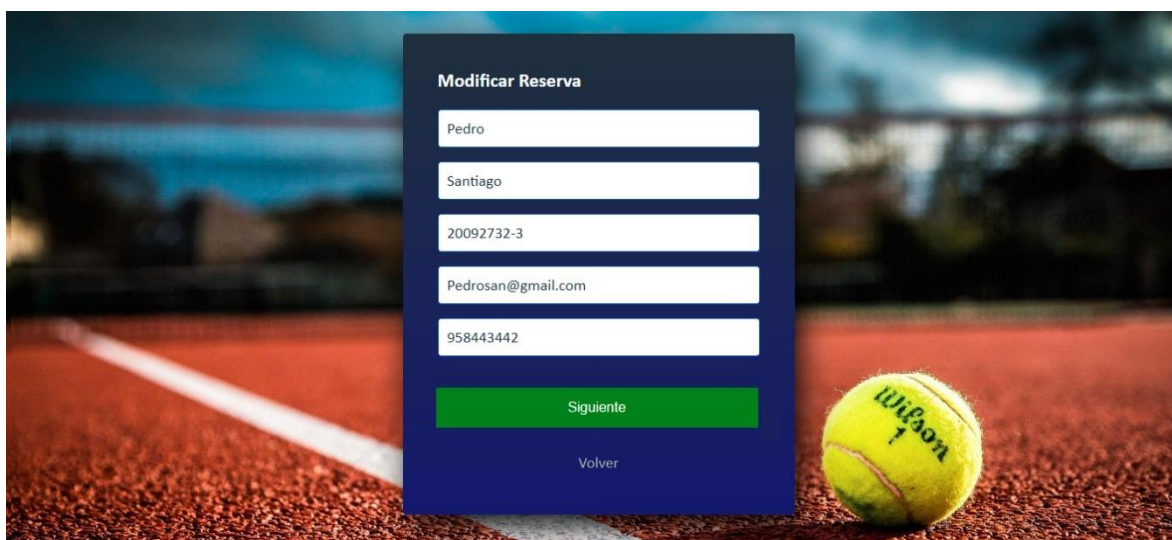 Modificar Reserva
Pedro
Santiago
20092732-3
Pedrosan@gmail.com
958443442
Siguiente
Volver
Wilson
1